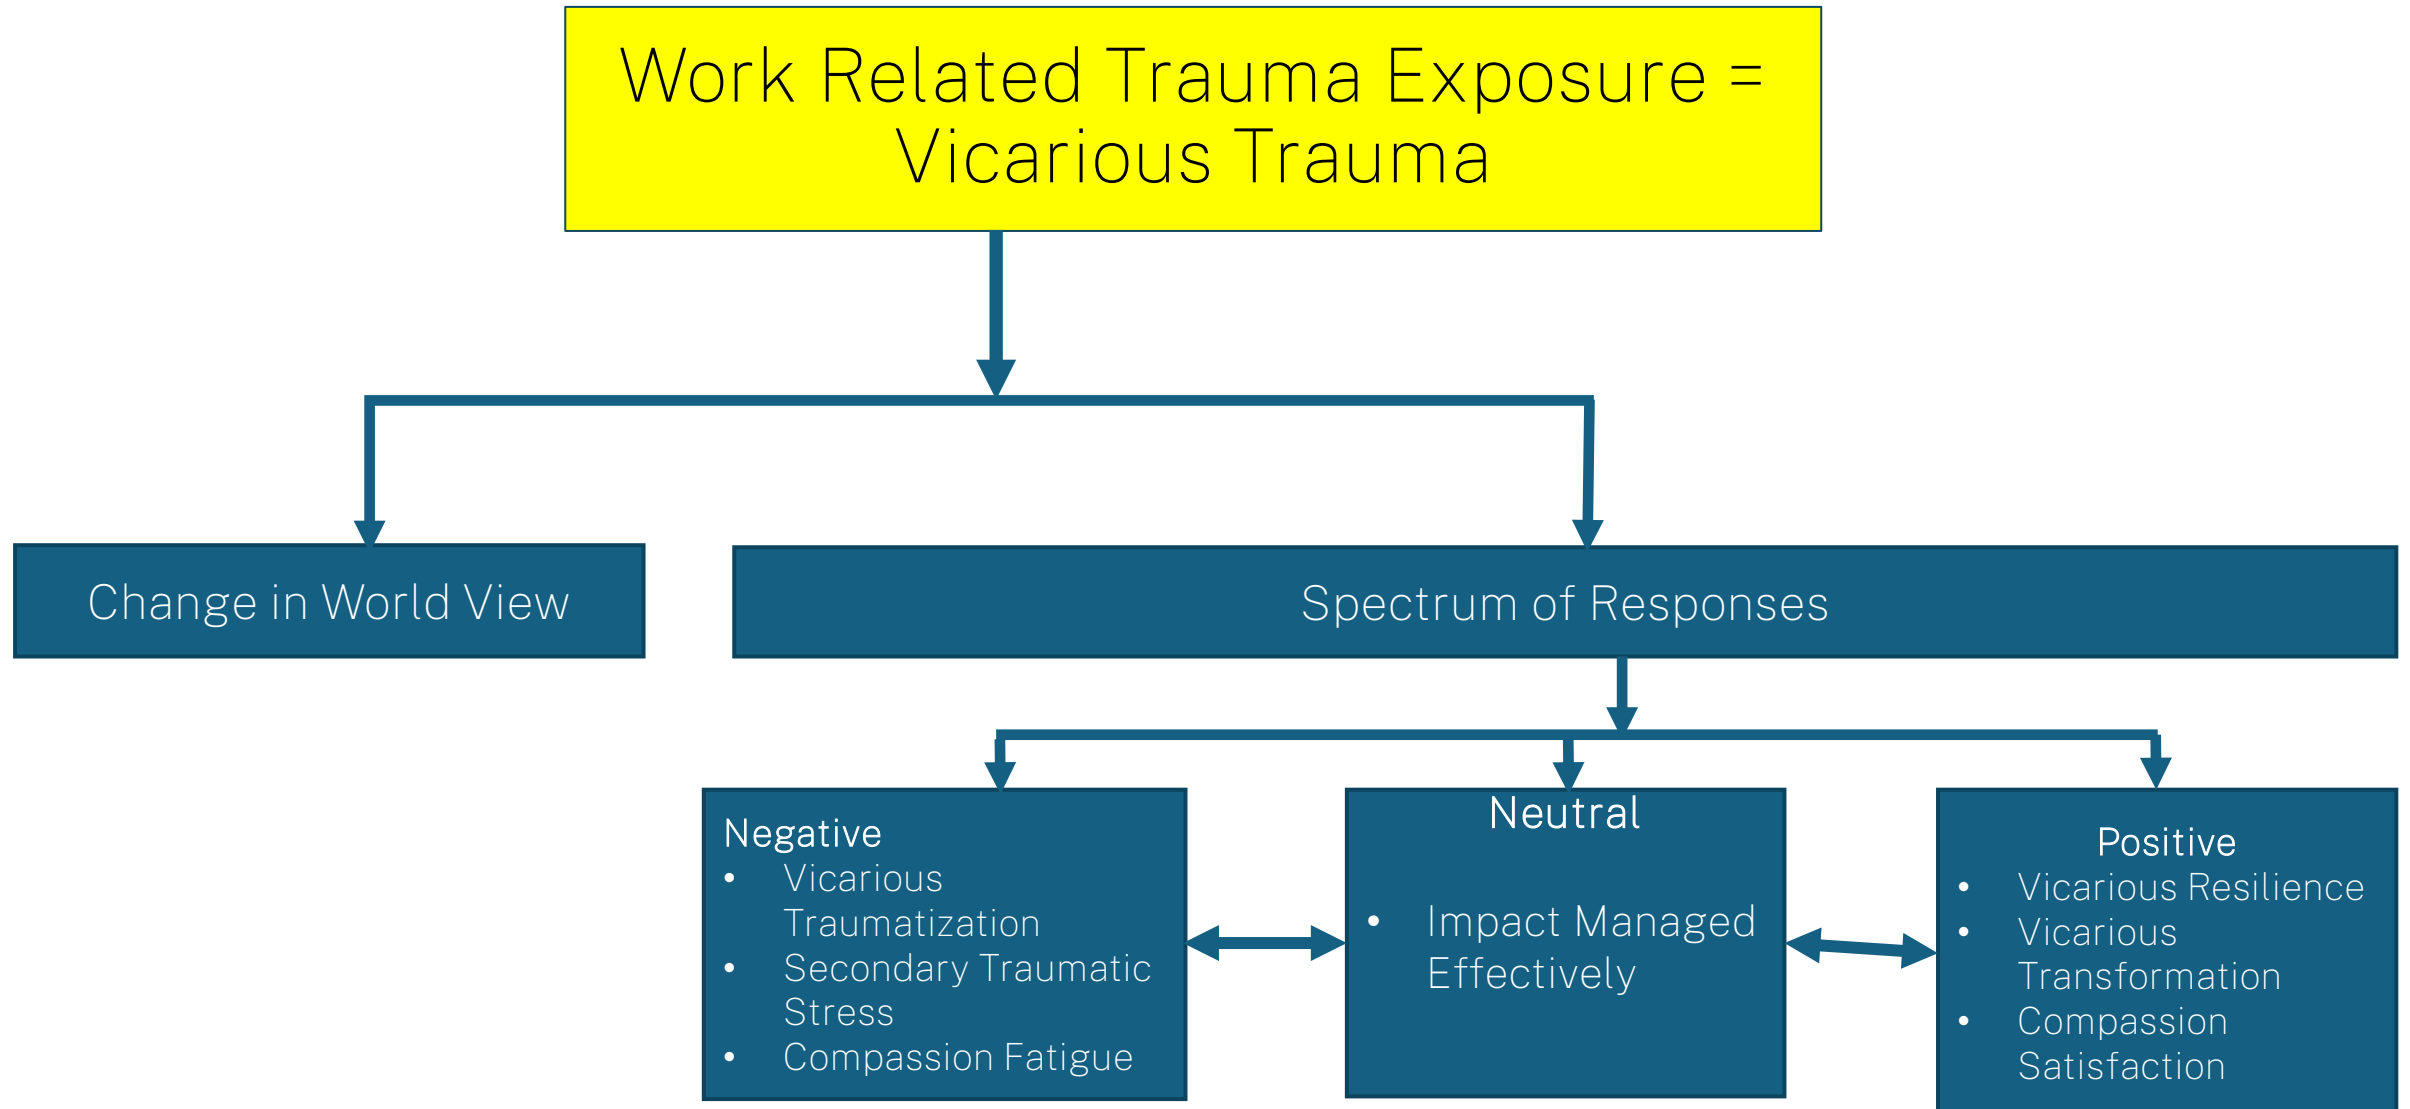 Work Related Trauma Exposure =
Vicarious Trauma
Change in World View
Spectrum of Responses
Negative
• Vicarious
Traumatization
• Secondary Traumatic
Stress
• Compassion Fatigue
Neutral
• Impact Managed
Effectively
Positive
• Vicarious Resilience
• Vicarious
Transformation
• Compassion
Satisfaction